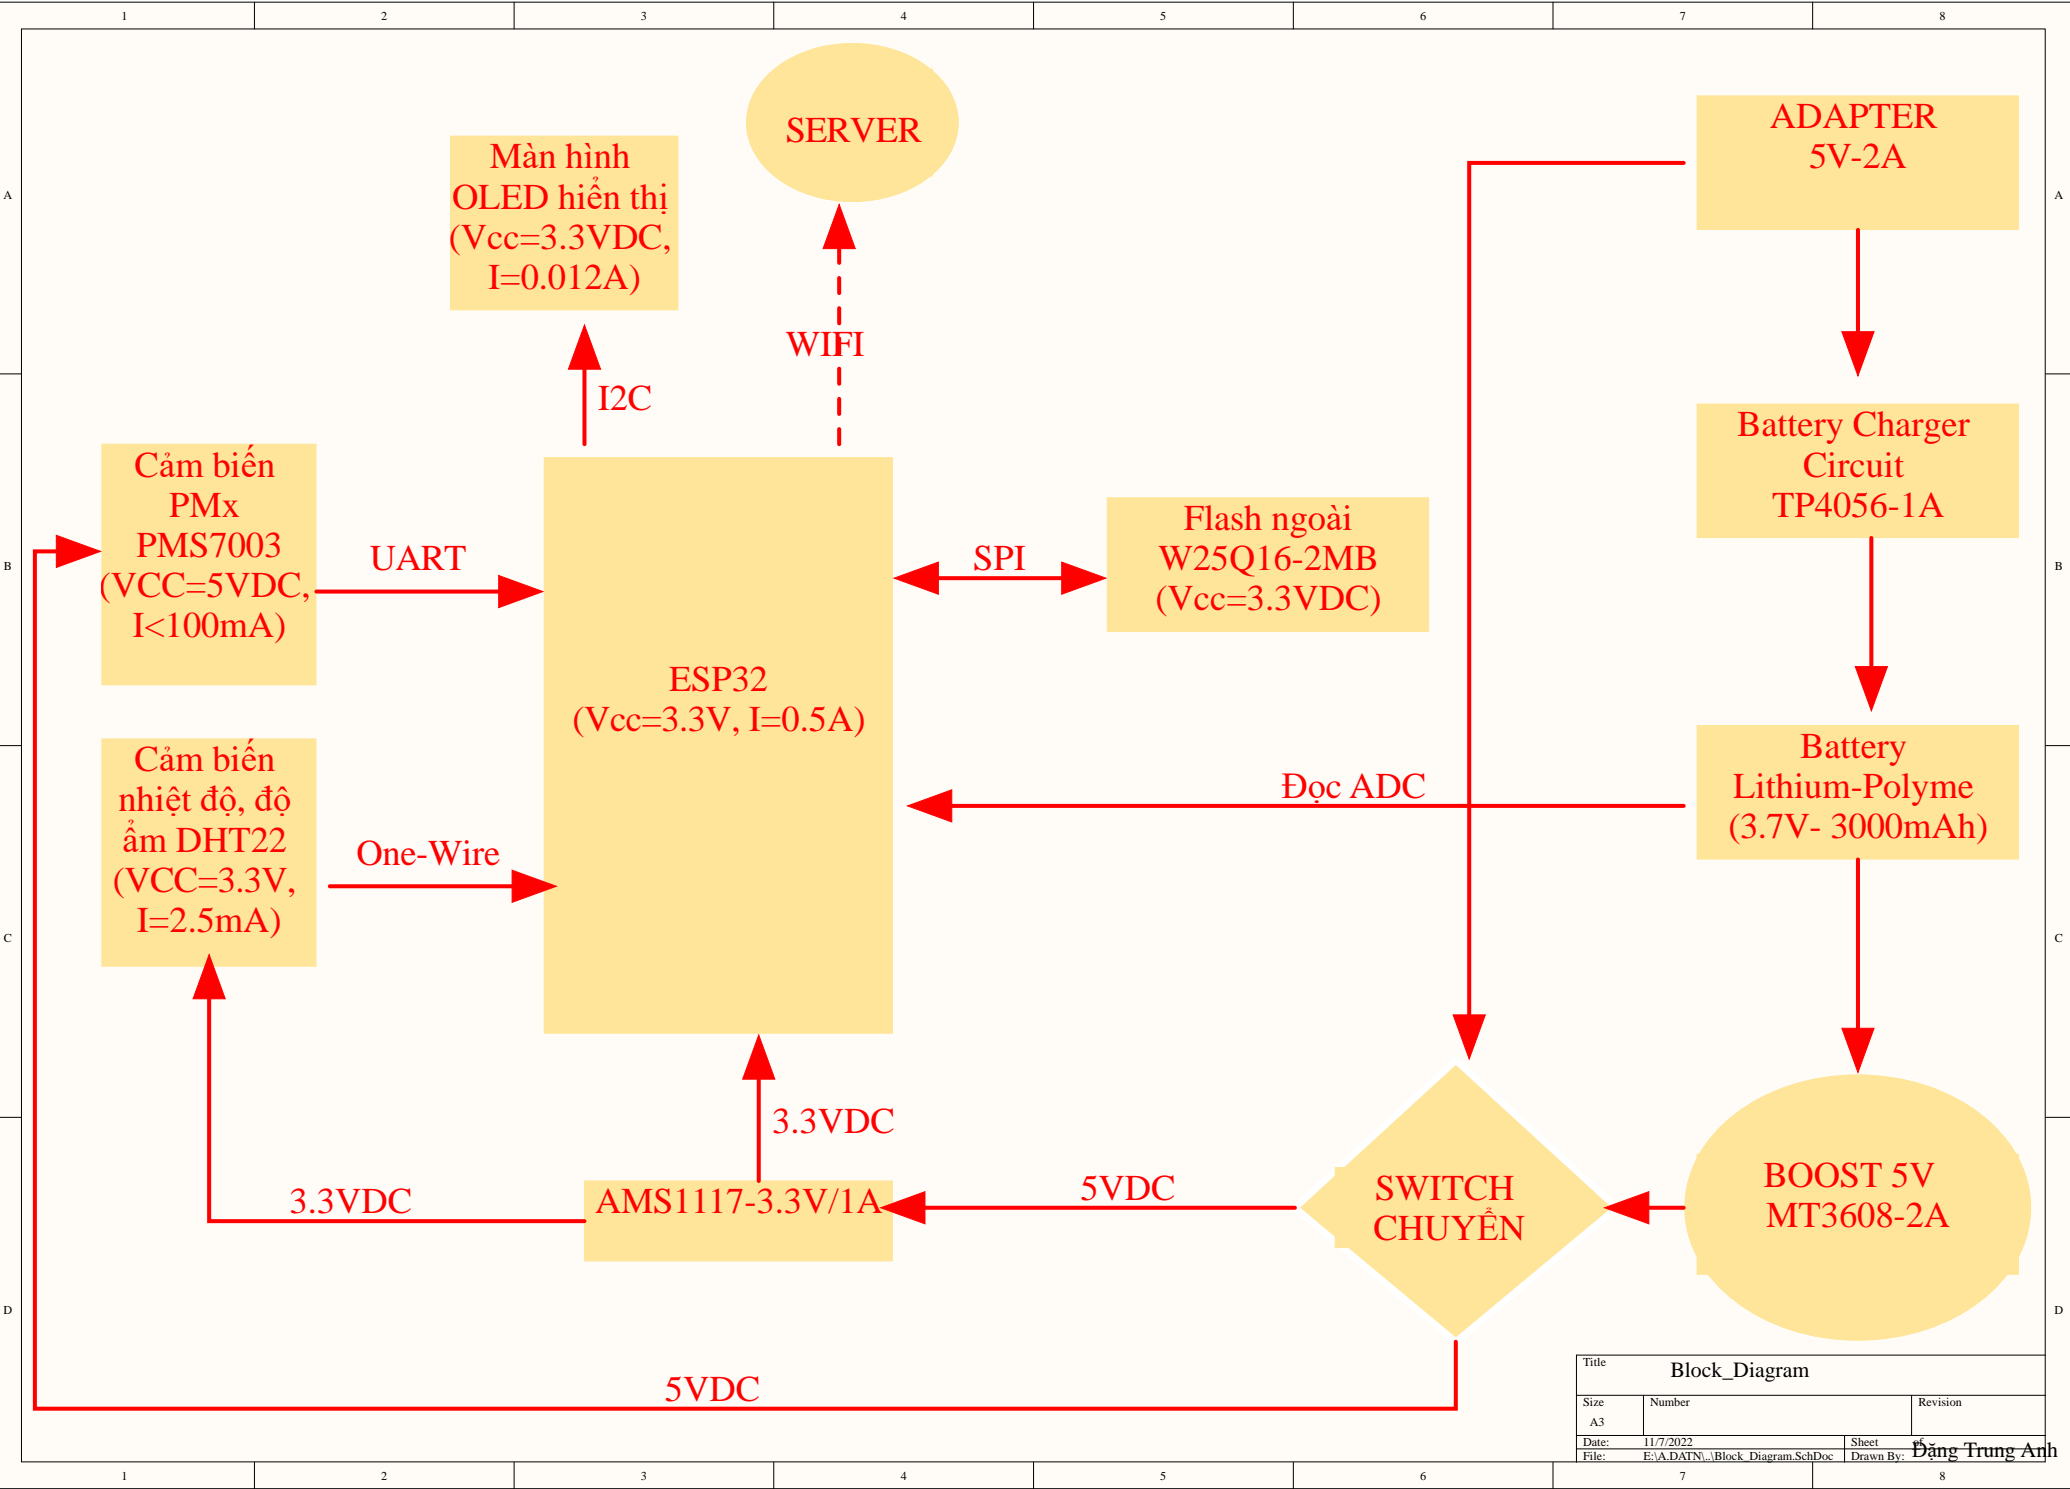 1 2 3 4 5 6 7 8
SERVER
ADAPTER
5V-2A
Màn hình
OLED hiển thị
(Vcc=3.3VDC,
I=0.012A)
A
A
WIFI
I2C
Battery Charger
Circuit
TP4056-1A
Cảm biến
PMx
PMS7003
(VCC=5VDC,
I<100mA)
UART
SPI
Flash ngoài
W25Q16-2MB
(Vcc=3.3VDC)
B
B
ESP32
(Vcc=3.3V, I=0.5A)
Cảm biến
nhiệt độ, độ
ẩm DHT22
(VCC=3.3V,
I=2.5mA)
One-Wire
Đọc ADC
Battery
Lithium-Polyme
(3.7V- 3000mAh)
C
C
3.3VDC
3.3VDC
AMS1117-3.3V/1A
5VDC
SWITCH
CHUYỂN
BOOST 5V
MT3608-2A
D
D
5VDC
Title
Block_Diagram
Size
A3
Number
Revision
Date: 11/7/2022 Sheet of
File: E:\A.DATN\..\Block_Diagram.SchDoc Drawn By: Đặng Trung Anh
1 2 3 4 5 6 7 8